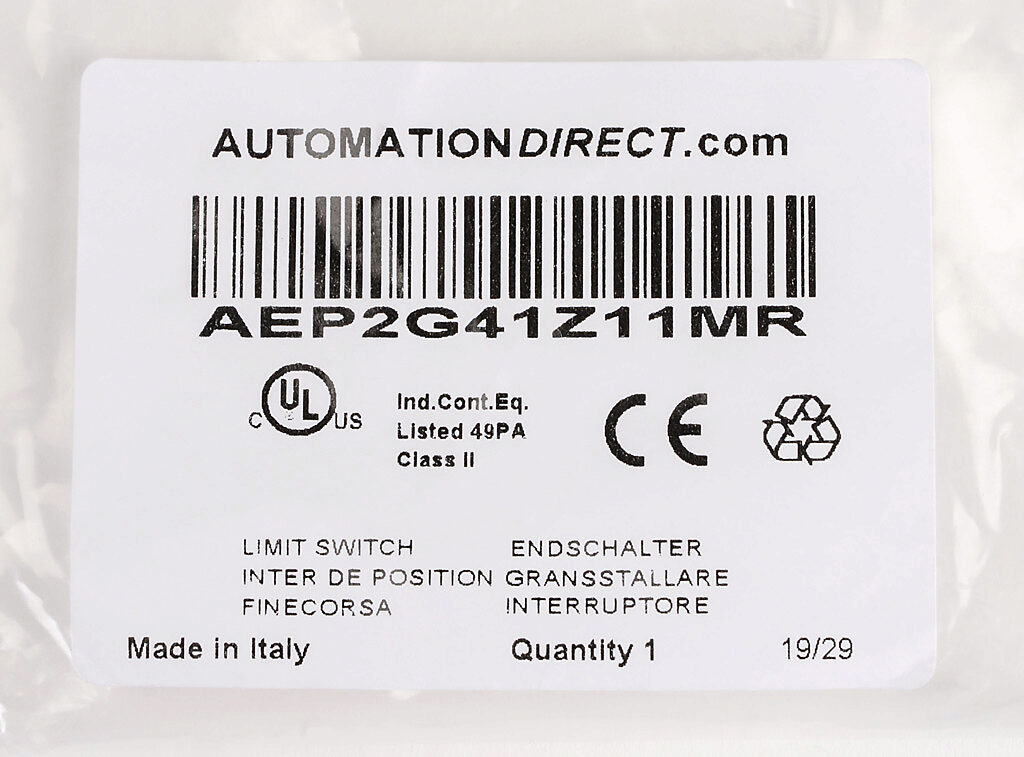 AUTOMATIONDIRECT.com
AEP2G41Z11MR
C UL US
Ind.Cont.Eq.
Listed 49PA
Class II
CE
LIMIT SWITCH ENDSCHALTER
INTER DE POSITION GRANSSTALLARE
FINECORSA INTERRUPTORE
Made in Italy Quantity 1 19/29